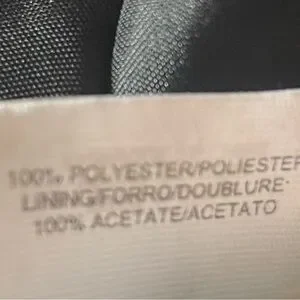 100% POLYESTER/POLIESTER
LINING/FORRO/DOUBLURE·
100% ACETATE/ACETATO